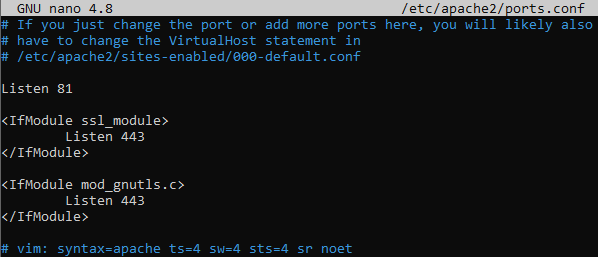 GNU nano 4.8 /etc/apache2/ports.conf
# If you just change the port or add more ports here, you will likely also
# have to change the VirtualHost statement in
# /etc/apache2/sites-enabled/000-default.conf
Listen 81
<IfModule ssl_module>
Listen 443
</IfModule>
<IfModule mod_gnutls.c>
Listen 443
</IfModule>
# vim: syntax=apache ts=4 sw=4 sts=4 sr noet